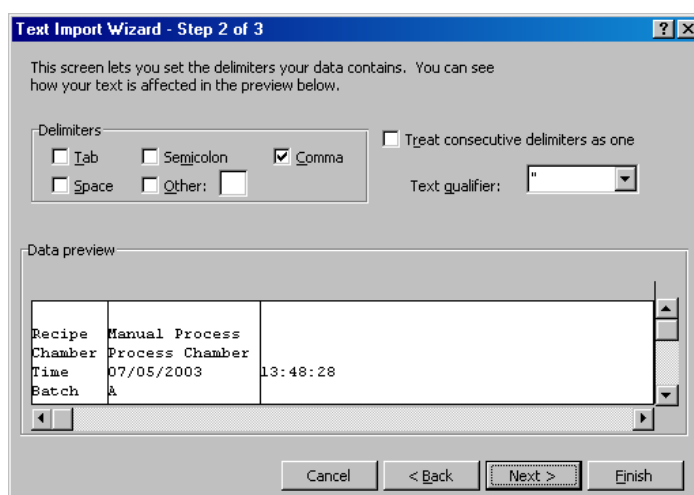 Text Import Wizard - Step 2 of 3
This screen lets you set the delimiters your data contains. You can see
how your text is affected in the preview below.
Delimiters
Tab Semicolon Comma
Space Other:
Treat consecutive delimiters as one
Text qualifier: "
Data preview
Recipe Manual Process
Chamber Process Chamber
Time 07/05/2003 13:48:28
Batch A
Cancel < Back Next > Finish